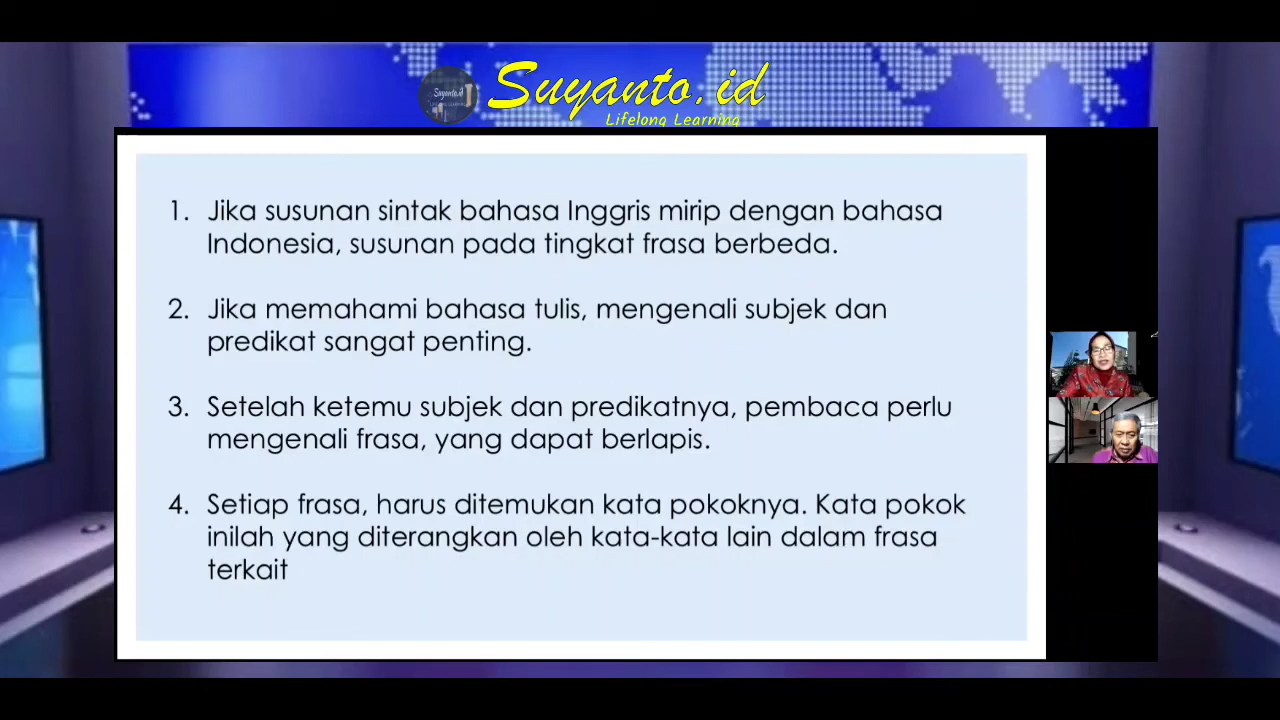 Suyanto.id
Suyanto.id
Lifelong Learning
1. Jika susunan sintak bahasa Inggris mirip dengan bahasa
Indonesia, susunan pada tingkat frasa berbeda.
2. Jika memahami bahasa tulis, mengenali subjek dan
predikat sangat penting.
3. Setelah ketemu subjek dan predikatnya, pembaca perlu
mengenali frasa, yang dapat berlapis.
4. Setiap frasa, harus ditemukan kata pokoknya. Kata pokok
inilah yang diterangkan oleh kata-kata lain dalam frasa
terkait